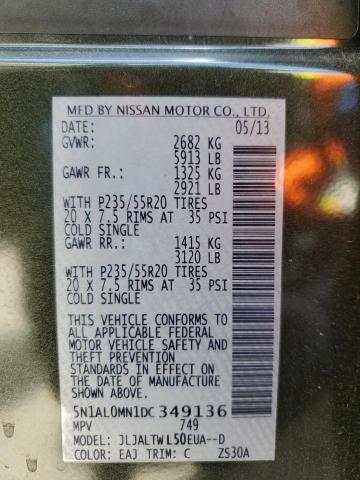 MFD BY NISSAN MOTOR CO., LTD.
DATE: 05/13
GVWR: 2682 KG
5913 LB
GAWR FR.: 1325 KG
2921 LB
WITH P235/55R20 TIRES
20 X 7.5 RIMS AT 35 PSI
COLD SINGLE
GAWR RR.: 1415 KG
3120 LB
WITH P235/55R20 TIRES
20 X 7.5 RIMS AT 35 PSI
COLD SINGLE
THIS VEHICLE CONFORMS TO
ALL APPLICABLE FEDERAL
MOTOR VEHICLE SAFETY AND
THEFT PREVENTION
STANDARDS IN EFFECT ON
THE DATE OF MANUFACTURE
SHOWN ABOVE.
5N1AL0MN1DC349136
MPV 749
MODEL: JLJALTWL50EUA--D
COLOR: EAJ TRIM: C ZS30A